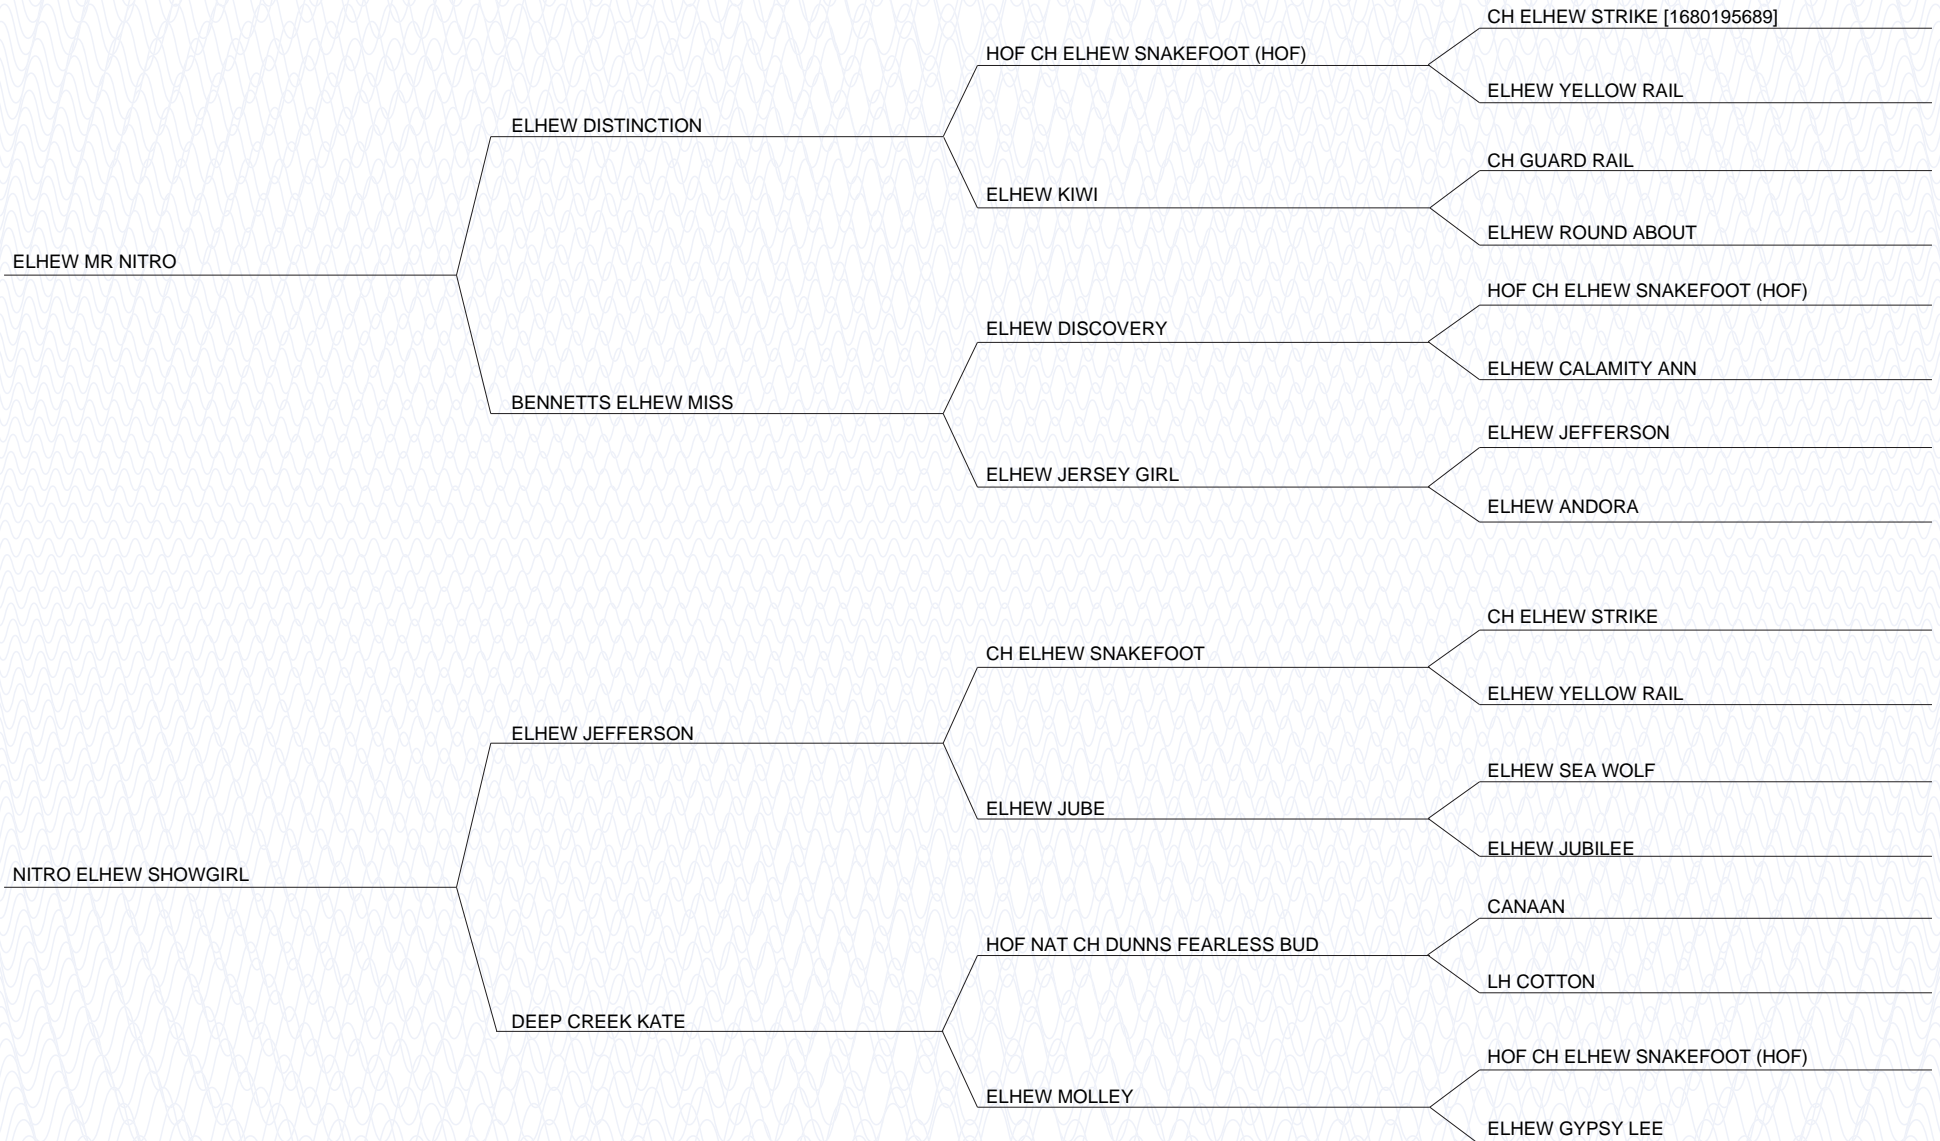 CH ELHEW STRIKE [1680195689]
HOF CH ELHEW SNAKEFOOT (HOF)
ELHEW YELLOW RAIL
ELHEW DISTINCTION
CH GUARD RAIL
ELHEW KIWI
ELHEW ROUND ABOUT
ELHEW MR NITRO
HOF CH ELHEW SNAKEFOOT (HOF)
ELHEW DISCOVERY
ELHEW CALAMITY ANN
BENNETTS ELHEW MISS
ELHEW JEFFERSON
ELHEW JERSEY GIRL
ELHEW ANDORA
CH ELHEW STRIKE
CH ELHEW SNAKEFOOT
ELHEW YELLOW RAIL
ELHEW JEFFERSON
ELHEW SEA WOLF
ELHEW JUBE
ELHEW JUBILEE
NITRO ELHEW SHOWGIRL
CANAAN
HOF NAT CH DUNNS FEARLESS BUD
LH COTTON
DEEP CREEK KATE
HOF CH ELHEW SNAKEFOOT (HOF)
ELHEW MOLLEY
ELHEW GYPSY LEE